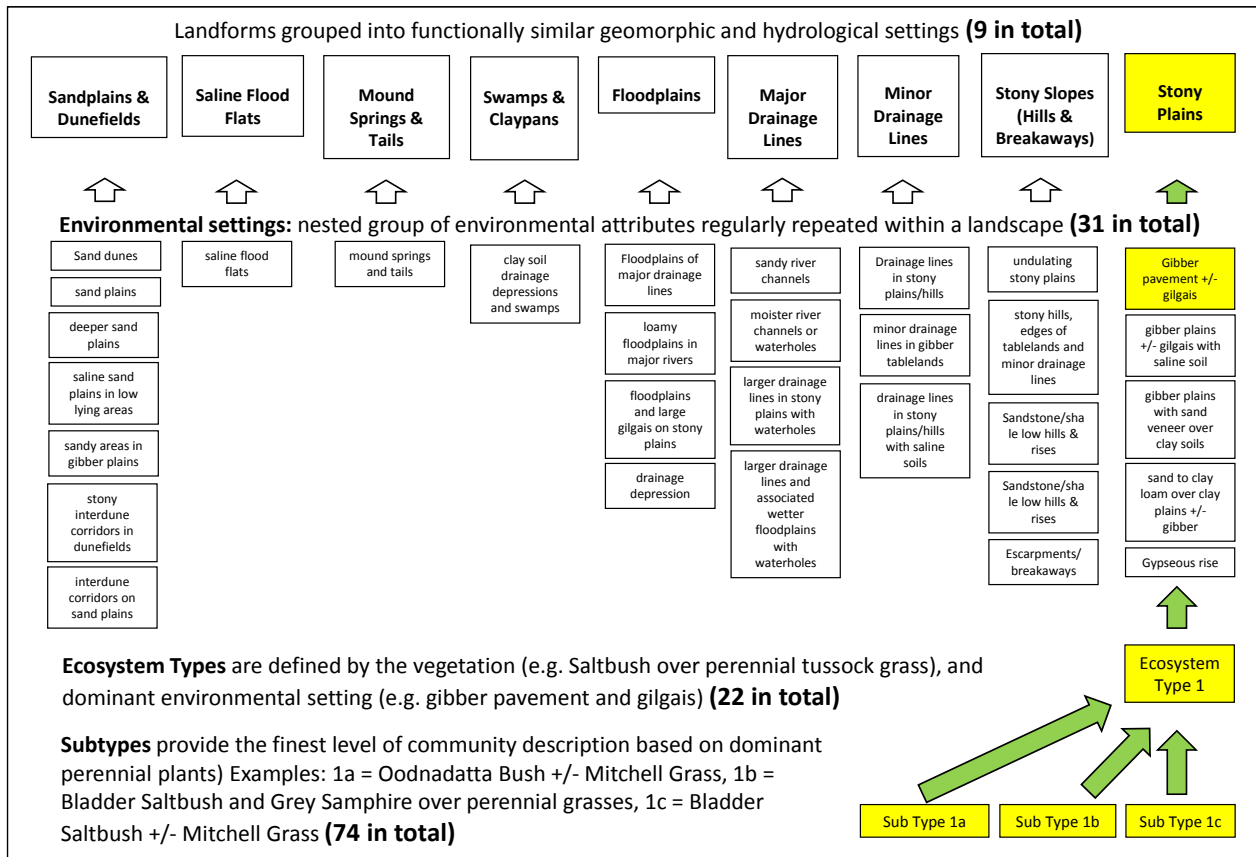 Landforms grouped into functionally similar geomorphic and hydrological settings (9 in total)
Sandplains &
Dunefields
Saline Flood
Flats
Mound
Springs &
Tails
Swamps &
Claypans
Floodplains
Major
Drainage
Lines
Minor
Drainage
Lines
Stony Slopes
(Hills &
Breakaways)
Stony
Plains
Environmental settings: nested group of environmental attributes regularly repeated within a landscape (31 in total)
Sand dunes
sand plains
deeper sand
plains
saline sand
plains in low
lying areas
sandy areas in
gibber plains
stony
interdune
corridors in
dunefields
interdune
corridors on
sand plains
saline flood
flats
mound springs
and tails
clay soil
drainage
depressions
and swamps
Floodplains of
major drainage
lines
loamy
floodplains in
major rivers
floodplains
and large
gilgais on stony
plains
drainage
depression
sandy river
channels
moister river
channels or
waterholes
larger drainage
lines in stony
plains with
waterholes
larger drainage
lines and
associated
wetter
floodplains
with
waterholes
Drainage lines
in stony
plains/hills
minor drainage
lines in gibber
tablelands
drainage lines
in stony
plains/hills
with saline
soils
undulating
stony plains
stony hills,
edges of
tablelands and
minor drainage
lines
Sandstone/sha
le low hills &
rises
Sandstone/sha
le low hills &
rises
Escarpments/
breakaways
Gibber
pavement +/-
gilgais
gibber plains
+/- gilgais with
saline soil
gibber plains
with sand
veneer over
clay soils
sand to clay
loam over clay
plains +/-
gibber
Gypseous rise
Ecosystem Types are defined by the vegetation (e.g. Saltbush over perennial tussock grass), and
dominant environmental setting (e.g. gibber pavement and gilgais) (22 in total)
Ecosystem
Type 1
Subtypes provide the finest level of community description based on dominant
perennial plants) Examples: 1a = Oodnadatta Bush +/- Mitchell Grass, 1b =
Bladder Saltbush and Grey Samphire over perennial grasses, 1c = Bladder
Saltbush +/- Mitchell Grass (74 in total)
Sub Type 1a
Sub Type 1b
Sub Type 1c